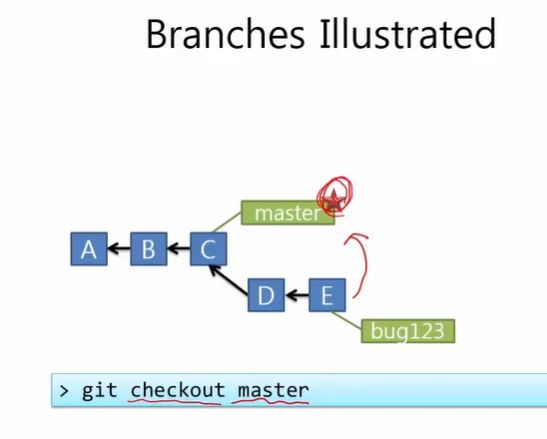 Branches Illustrated
master
A B C
D E
bug123
> git checkout master